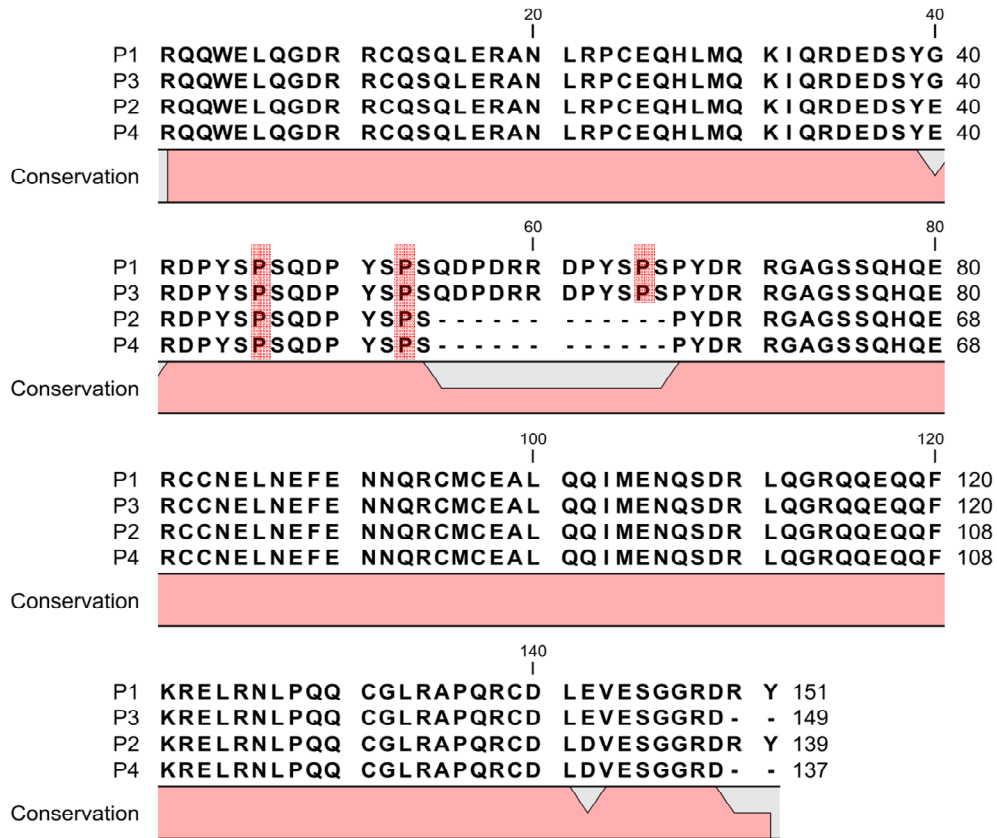 20 40
P1 RQQWELQGDR RCQSQLERAN LRPCEQHLMQ KIQRDEDSYG 40
P3 RQQWELQGDR RCQSQLERAN LRPCEQHLMQ KIQRDEDSYG 40
P2 RQQWELQGDR RCQSQLERAN LRPCEQHLMQ KIQRDEDSYE 40
P4 RQQWELQGDR RCQSQLERAN LRPCEQHLMQ KIQRDEDSYE 40
Conservation
60 80
P1 RDPYSPSQDP YSPSQDPDRR DPYSPSPYDR RGAGSSQHQE 80
P3 RDPYSPSQDP YSPSQDPDRR DPYSPSPYDR RGAGSSQHQE 80
P2 RDPYSPSQDP YSPS- - - - - - - - - - - -PYDR RGAGSSQHQE 68
P4 RDPYSPSQDP YSPS- - - - - - - - - - - -PYDR RGAGSSQHQE 68
Conservation
100 120
P1 RCCNELNEFE NNQRCMCEAL QQIMENQSDR LQGRQQEQQF 120
P3 RCCNELNEFE NNQRCMCEAL QQIMENQSDR LQGRQQEQQF 120
P2 RCCNELNEFE NNQRCMCEAL QQIMENQSDR LQGRQQEQQF 108
P4 RCCNELNEFE NNQRCMCEAL QQIMENQSDR LQGRQQEQQF 108
Conservation
140
P1 KRELRNLPQQ CGLRAPQRCD LEVESGGRDR Y 151
P3 KRELRNLPQQ CGLRAPQRCD LEVESGGRD- - 149
P2 KRELRNLPQQ CGLRAPQRCD LDVESGGRDR Y 139
P4 KRELRNLPQQ CGLRAPQRCD LDVESGGRD- - 137
Conservation